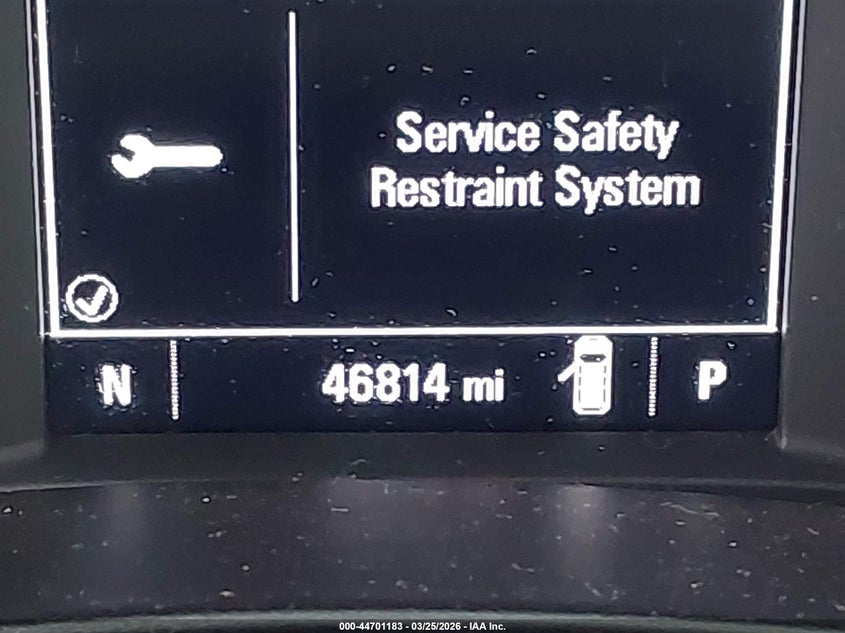 Service Safety
Restraint System
N
46814 mi
P
000-44701183 - 03/25/2026 - IAA Inc.